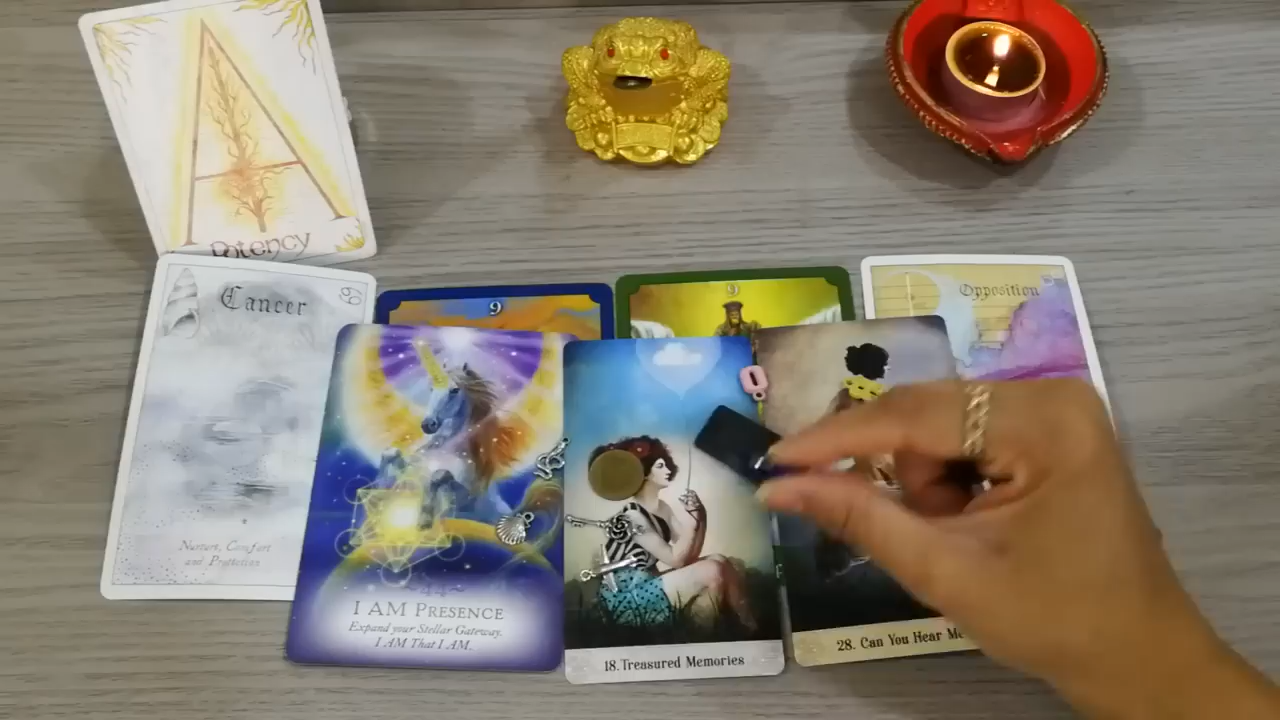 Potency
Cancer
Nurture, Comfort
and Protection
9
9
Opposition
44
I AM PRESENCE
Expand your Stellar Gateway.
I AM That I AM.
18. Treasured Memories
28. Can You Hear Me